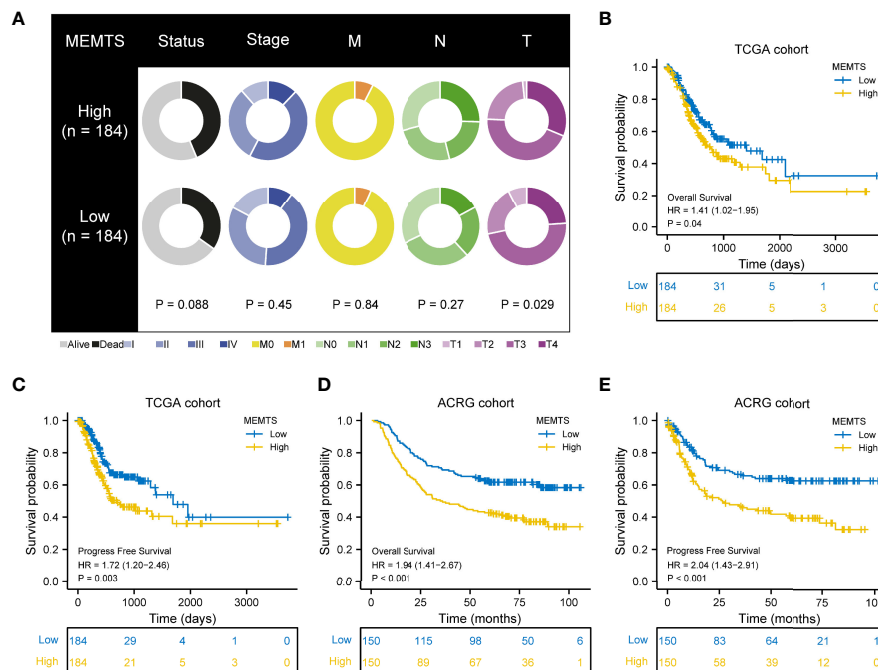 A
MEMTS Status Stage M N T
High
(n = 184)
Low
(n = 184)
P = 0.088 P = 0.45 P = 0.84 P = 0.27 P = 0.029
Alive Dead I II III IV M0 M1 N0 N1 N2 N3 T1 T2 T3 T4
B
TCGA cohort
MEMTS
Low
High
Survival probability
1.0
0.8
0.6
0.4
0.2
0.0
Overall Survival
HR = 1.41 (1.02−1.95)
P = 0.04
0 1000 2000 3000
Time (days)
Low 184 31 5 1 0
High 184 26 5 3 0
C
TCGA cohort
MEMTS
Low
High
Survival probability
1.0
0.8
0.6
0.4
0.2
0.0
Progress Free Survival
HR = 1.72 (1.20−2.46)
P = 0.003
0 1000 2000 3000
Time (days)
Low 184 29 4 1 0
High 184 21 5 3 0
D
ACRG cohort
MEMTS
Low
High
Survival probability
1.0
0.8
0.6
0.4
0.2
0.0
Overall Survival
HR = 1.94 (1.41−2.67)
P < 0.001
0 25 50 75 100
Time (months)
Low 150 115 98 50 6
High 150 89 67 36 1
E
ACRG cohort
MEMTS
Low
High
Survival probability
1.0
0.8
0.6
0.4
0.2
0.0
Progress Free Survival
HR = 2.04 (1.43−2.91)
P < 0.001
0 25 50 75 100
Time (months)
Low 150 83 64 21 1
High 150 58 39 12 0